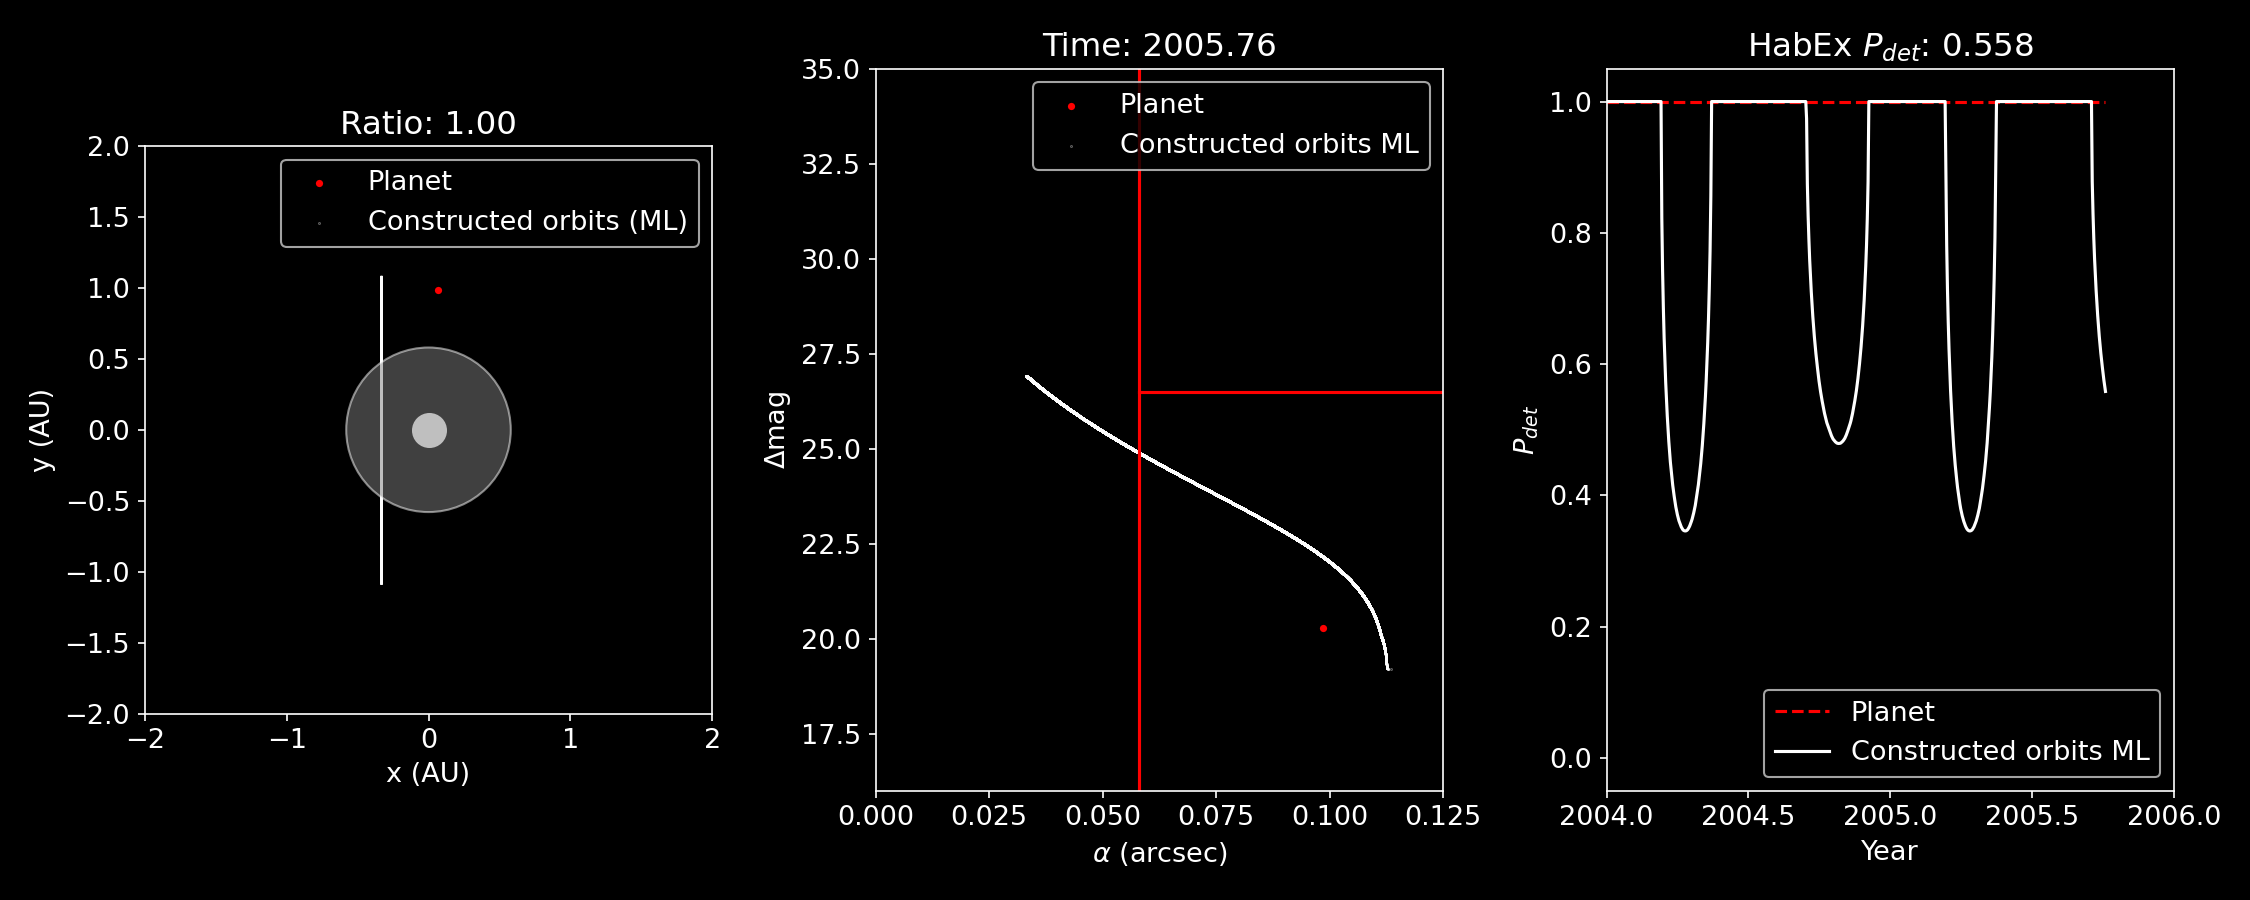 Ratio: 1.00
2.0
1.5
1.0
0.5
0.0
−0.5
−1.0
−1.5
−2.0
−2
−1
0
1
2
x (AU)
y (AU)
Planet
Constructed orbits (ML)
Time: 2005.76
35.0
32.5
30.0
27.5
25.0
22.5
20.0
17.5
0.000
0.025
0.050
0.075
0.100
0.125
α (arcsec)
Δmag
Planet
Constructed orbits ML
HabEx P_det: 0.558
1.0
0.8
0.6
0.4
0.2
0.0
2004.0
2004.5
2005.0
2005.5
2006.0
Year
P_det
Planet
Constructed orbits ML